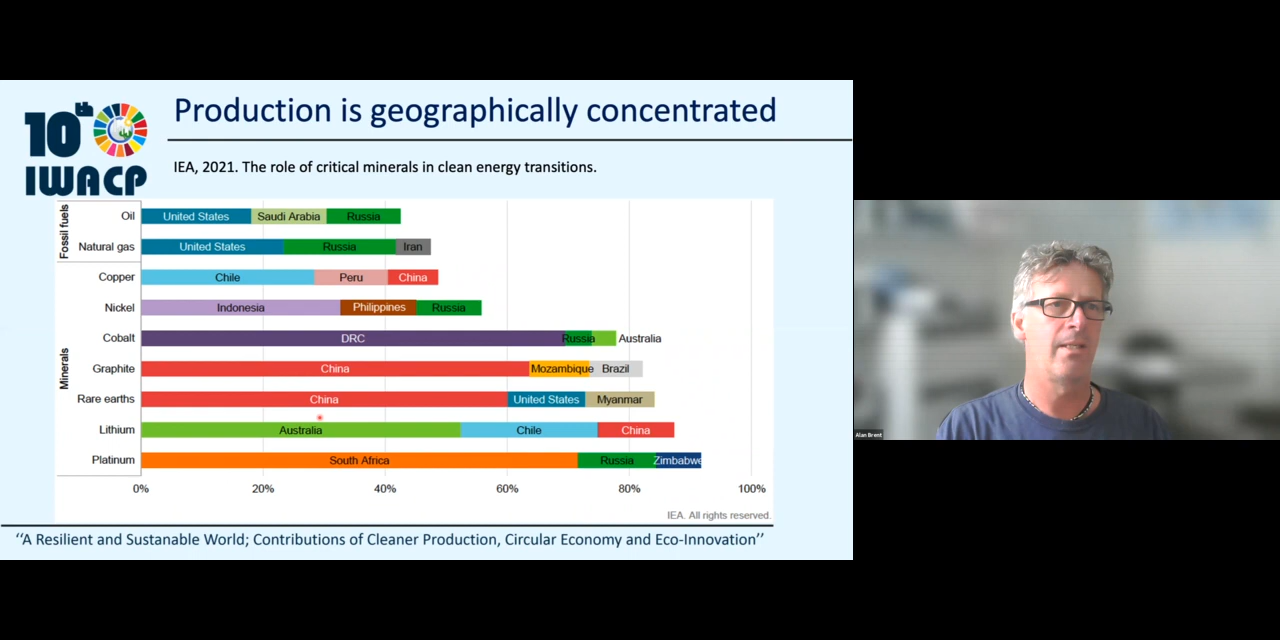 10th
IWACP
Production is geographically concentrated
IEA, 2021. The role of critical minerals in clean energy transitions.
Fossil fuels
Oil United States Saudi Arabia Russia
Natural gas United States Russia Iran
Minerals
Copper Chile Peru China
Nickel Indonesia Philippines Russia
Cobalt DRC Russia Australia
Graphite China Mozambique Brazil
Rare earths China United States Myanmar
Lithium Australia Chile China
Platinum South Africa Russia Zimbabwe
0% 20% 40% 60% 80% 100%
IEA. All rights reserved.
‘‘A Resilient and Sustanable World; Contributions of Cleaner Production, Circular Economy and Eco-Innovation’’
Alan Brent